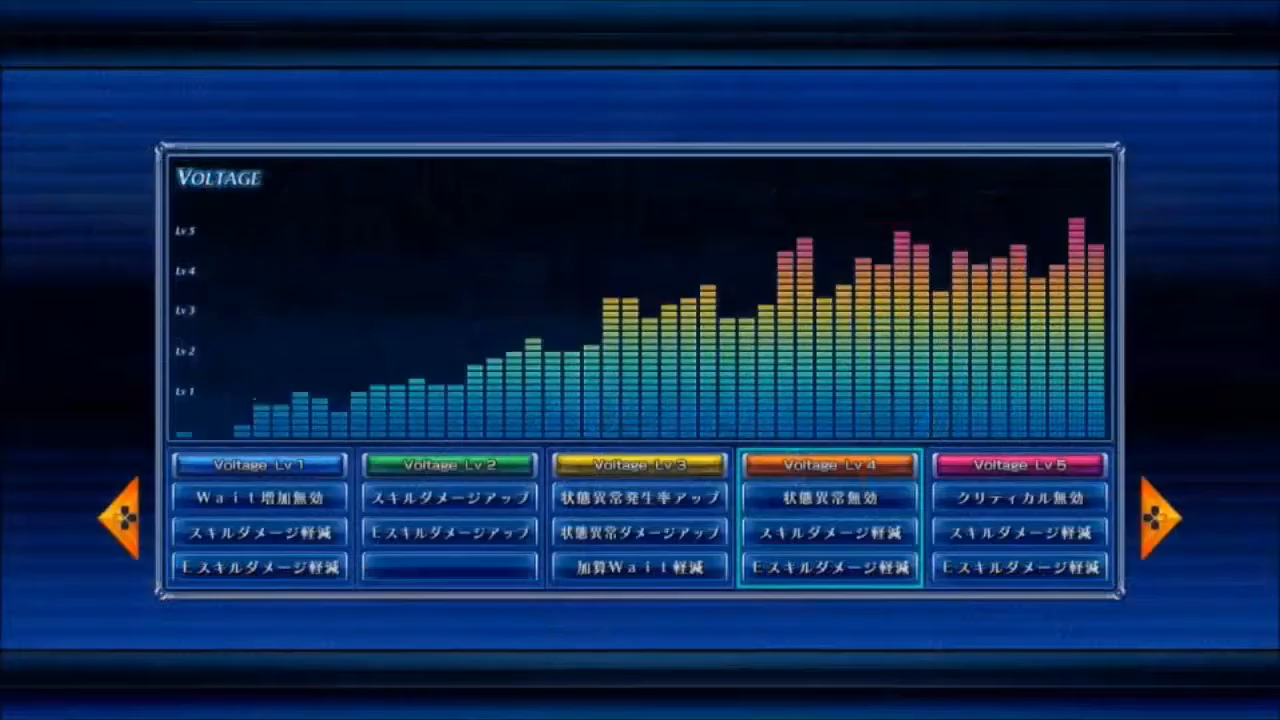 VOLTAGE
Lv 5
Lv 4
Lv 3
Lv 2
Lv 1
Voltage Lv 1
Wait増加無効
スキルダメージ軽減
Eスキルダメージ軽減
Voltage Lv 2
スキルダメージアップ
Eスキルダメージアップ
Voltage Lv 3
状態異常発生率アップ
状態異常ダメージアップ
加算Wait軽減
Voltage Lv 4
状態異常無効
スキルダメージ軽減
Eスキルダメージ軽減
Voltage Lv 5
クリティカル無効
スキルダメージ軽減
Eスキルダメージ軽減